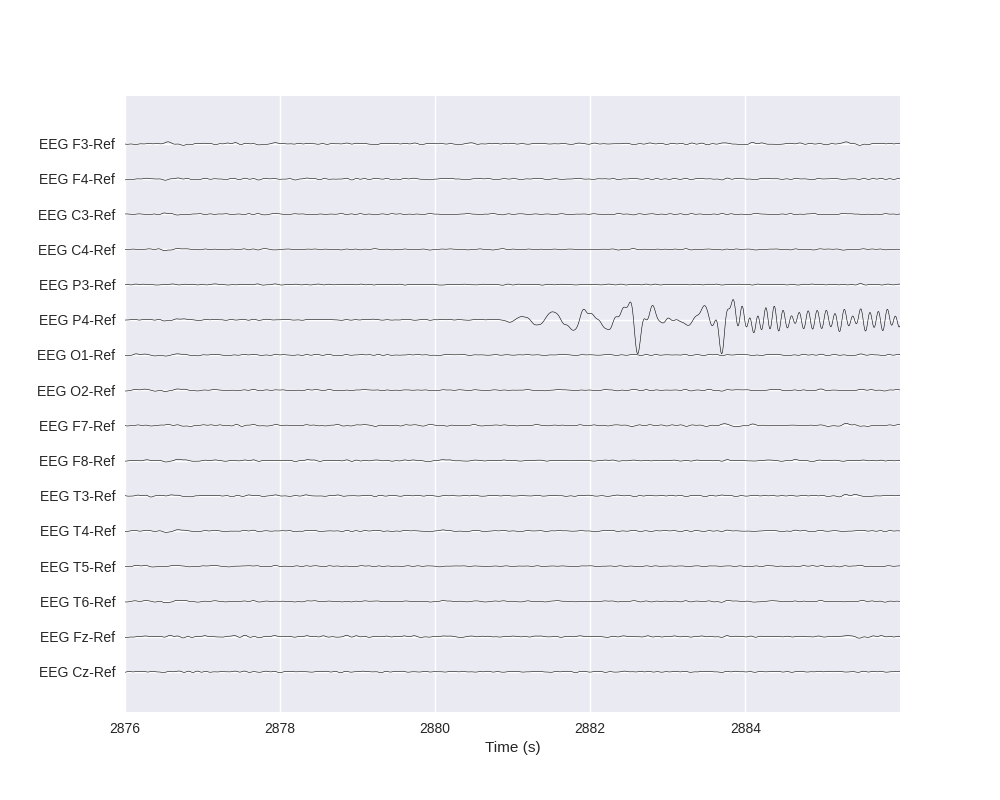 EEG F3-Ref
EEG F4-Ref
EEG C3-Ref
EEG C4-Ref
EEG P3-Ref
EEG P4-Ref
EEG O1-Ref
EEG O2-Ref
EEG F7-Ref
EEG F8-Ref
EEG T3-Ref
EEG T4-Ref
EEG T5-Ref
EEG T6-Ref
EEG Fz-Ref
EEG Cz-Ref
2876 2878 2880 2882 2884
Time (s)